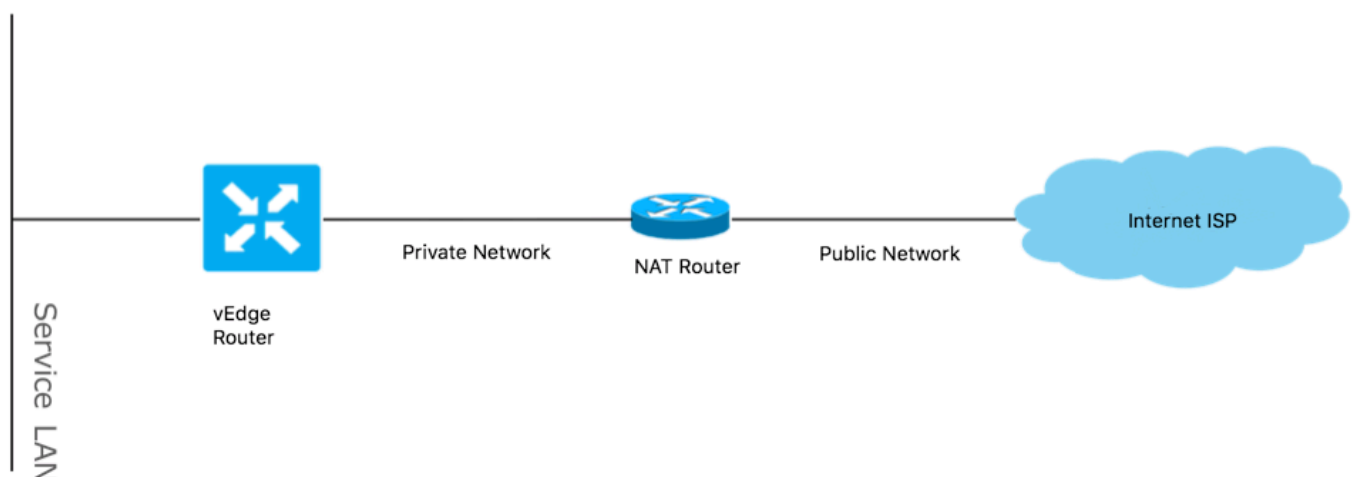 Private Network
NAT Router
Public Network
Internet ISP
vEdge
Router
Service LAN